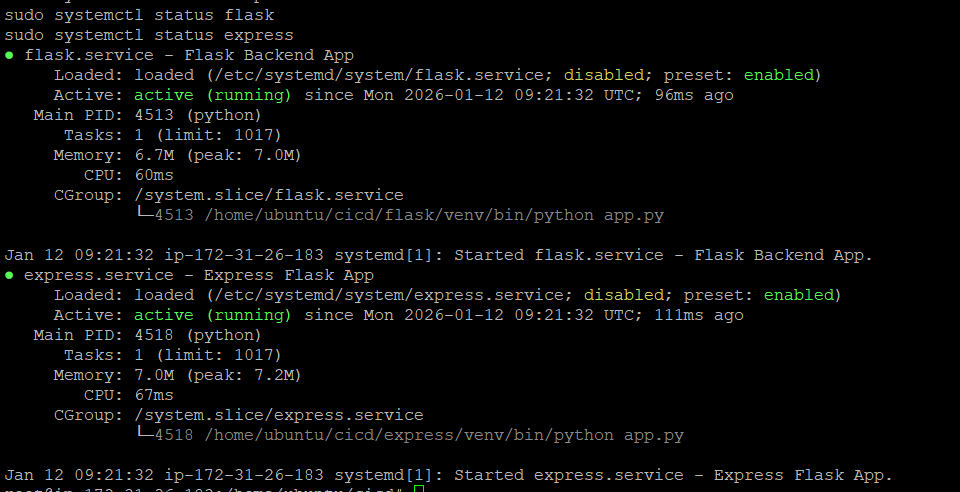 sudo systemctl status flask
sudo systemctl status express
● flask.service - Flask Backend App
     Loaded: loaded (/etc/systemd/system/flask.service; disabled; preset: enabled)
     Active: active (running) since Mon 2026-01-12 09:21:32 UTC; 96ms ago
   Main PID: 4513 (python)
      Tasks: 1 (limit: 1017)
     Memory: 6.7M (peak: 7.0M)
        CPU: 60ms
     CGroup: /system.slice/flask.service
             └─4513 /home/ubuntu/cicd/flask/venv/bin/python app.py

Jan 12 09:21:32 ip-172-31-26-183 systemd[1]: Started flask.service - Flask Backend App.
● express.service - Express Flask App
     Loaded: loaded (/etc/systemd/system/express.service; disabled; preset: enabled)
     Active: active (running) since Mon 2026-01-12 09:21:32 UTC; 111ms ago
   Main PID: 4518 (python)
      Tasks: 1 (limit: 1017)
     Memory: 7.0M (peak: 7.2M)
        CPU: 67ms
     CGroup: /system.slice/express.service
             └─4518 /home/ubuntu/cicd/express/venv/bin/python app.py

Jan 12 09:21:32 ip-172-31-26-183 systemd[1]: Started express.service - Express Flask App.